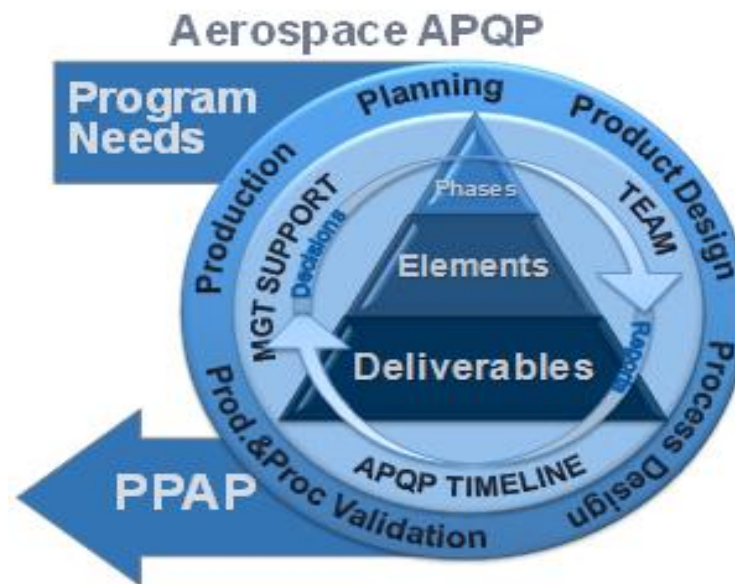 Aerospace APQP
Program
Needs
Planning
Product Design
Process Design
Prod.&Proc Validation
Production
MGT SUPPORT
TEAM
APQP TIMELINE
Decisions
Reports
Phases
Elements
Deliverables
PPAP